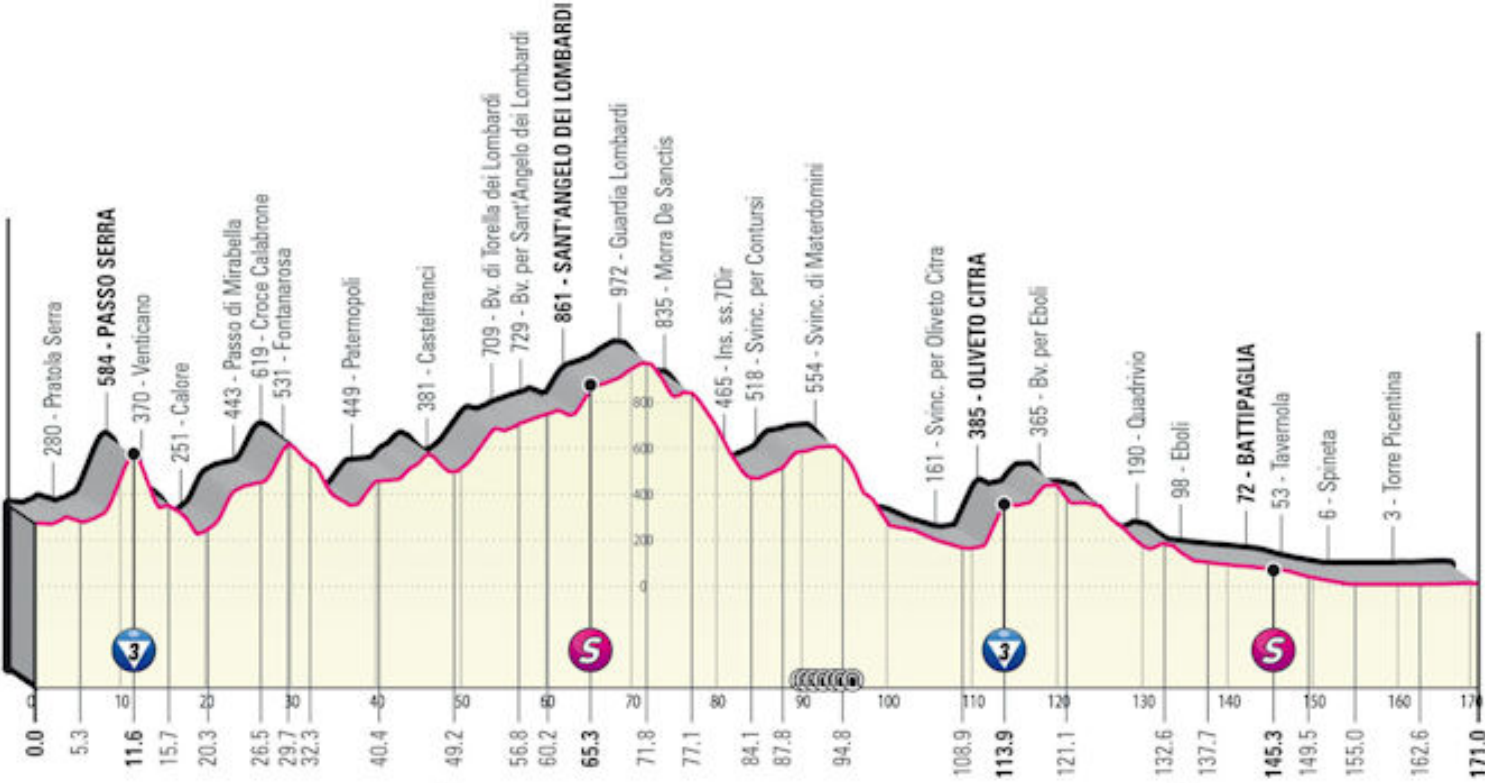 280 - Pratola Serra
584 - PASSO SERRA
370 - Venticano
251 - Calore
443 - Passo di Mirabella
619 - Croce Calabrone
531 - Fontanarosa
449 - Paternopoli
381 - Castelfranci
709 - Bv. di Torella dei Lombardi
729 - Bv. per Sant'Angelo dei Lombardi
861 - SANT'ANGELO DEI LOMBARDI
972 - Guardia Lombardi
835 - Morra De Sanctis
465 - Ins. ss.7Dir
518 - Svinc. per Contursi
554 - Svinc. di Materdomini
161 - Svinc. per Oliveto Citra
385 - OLIVETO CITRA
365 - Bv. per Eboli
190 - Quadrivio
98 - Eboli
72 - BATTIPAGLIA
53 - Tavernola
6 - Spineta
3 - Torre Picentina
800
600
400
200
0
3
S
3
S
0
10
20
30
40
50
60
70
80
90
100
110
120
130
140
150
160
170
0.0
5.3
11.6
15.7
20.3
26.5
29.7
32.3
40.4
49.2
56.8
60.2
65.3
71.8
77.1
84.1
87.8
94.8
108.9
113.9
121.1
132.6
137.7
145.3
149.5
155.0
162.6
171.0